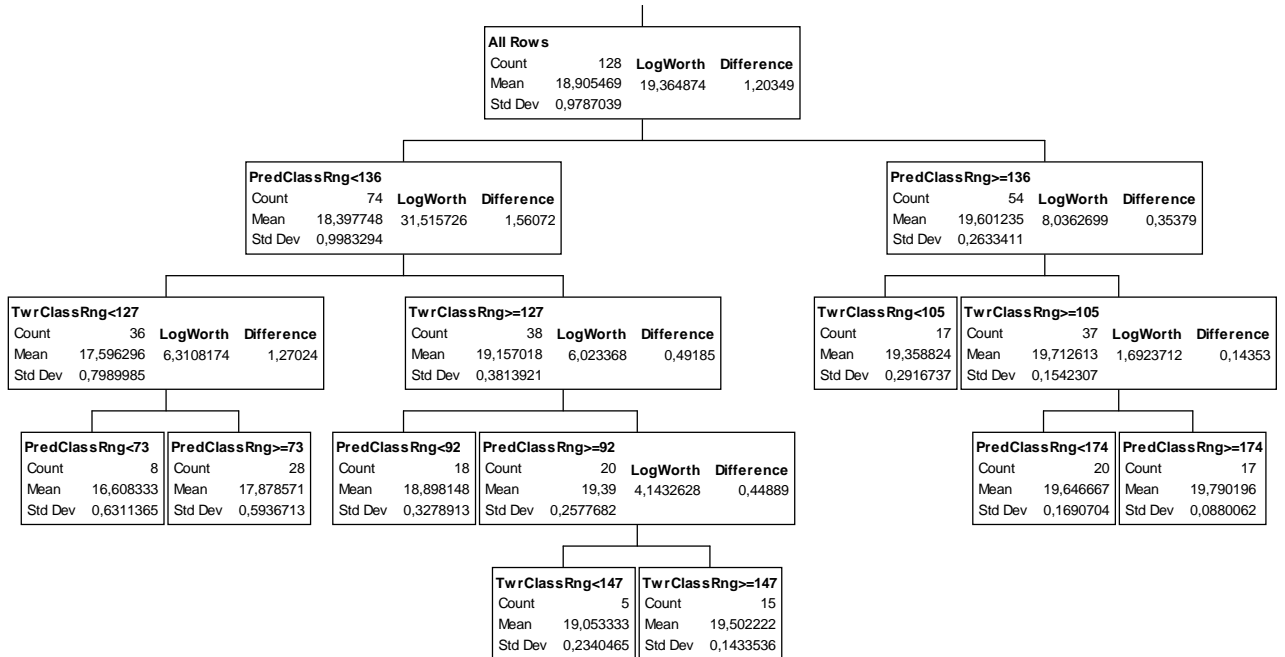 All Rows
Count 128 LogWorth Difference
Mean 18,905469 19,364874 1,20349
Std Dev 0,9787039
PredClassRng<136
Count 74 LogWorth Difference
Mean 18,397748 31,515726 1,56072
Std Dev 0,9983294
PredClassRng>=136
Count 54 LogWorth Difference
Mean 19,601235 8,0362699 0,35379
Std Dev 0,2633411
TwrClassRng<127
Count 36 LogWorth Difference
Mean 17,596296 6,3108174 1,27024
Std Dev 0,7989985
TwrClassRng>=127
Count 38 LogWorth Difference
Mean 19,157018 6,023368 0,49185
Std Dev 0,3813921
TwrClassRng<105
Count 17
Mean 19,358824
Std Dev 0,2916737
TwrClassRng>=105
Count 37 LogWorth Difference
Mean 19,712613 1,6923712 0,14353
Std Dev 0,1542307
PredClassRng<73
Count 8
Mean 16,608333
Std Dev 0,6311365
PredClassRng>=73
Count 28
Mean 17,878571
Std Dev 0,5936713
PredClassRng<92
Count 18
Mean 18,898148
Std Dev 0,3278913
PredClassRng>=92
Count 20 LogWorth Difference
Mean 19,39 4,1432628 0,44889
Std Dev 0,2577682
PredClassRng<174
Count 20
Mean 19,646667
Std Dev 0,1690704
PredClassRng>=174
Count 17
Mean 19,790196
Std Dev 0,0880062
TwrClassRng<147
Count 5
Mean 19,053333
Std Dev 0,2340465
TwrClassRng>=147
Count 15
Mean 19,502222
Std Dev 0,1433536